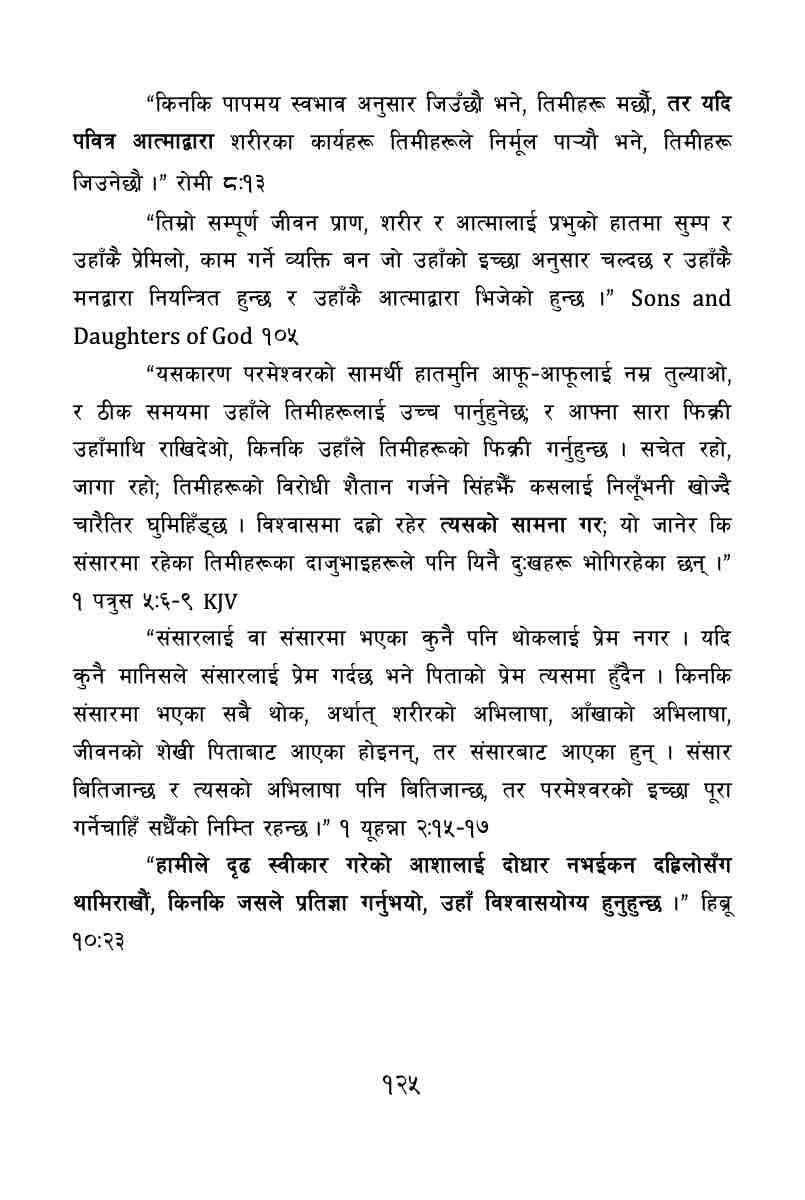 “किनकि पापमय स्वभाव अनुसार जिउँछौ भने, तिमीहरू मर्छौ, तर यदि
पवित्र आत्माद्वारा शरीरका कार्यहरू तिमीहरूले निर्मूल पार्‍यौ भने, तिमीहरू
जिउनेछौ ।” रोमी ८:१३
“तिम्रो सम्पूर्ण जीवन प्राण, शरीर र आत्मालाई प्रभुको हातमा सुम्प र
उहाँकै प्रेमिलो, काम गर्ने व्यक्ति बन जो उहाँको इच्छा अनुसार चल्दछ र उहाँकै
मनद्वारा नियन्त्रित हुन्छ र उहाँकै आत्माद्वारा भिजेको हुन्छ ।” Sons and
Daughters of God १०५
“यसकारण परमेश्वरको सामर्थी हातमुनि आफू-आफूलाई नम्र तुल्याओ,
र ठीक समयमा उहाँले तिमीहरूलाई उच्च पार्नुहुनेछ; र आफ्ना सारा फिक्री
उहाँमाथि राखिदेओ, किनकि उहाँले तिमीहरूको फिक्री गर्नुहुन्छ । सचेत रहो,
जागा रहो; तिमीहरूको विरोधी शैतान गर्जने सिंहझैँ कसलाई निलूँभनी खोज्दै
चारैतिर घुमिहिँड्छ । विश्वासमा दह्रो रहेर त्यसको सामना गर; यो जानेर कि
संसारमा रहेका तिमीहरूका दाजुभाइहरूले पनि यिनै दुःखहरू भोगिरहेका छन् ।”
१ पत्रुस ५:६-९ KJV
“संसारलाई वा संसारमा भएका कुनै पनि थोकलाई प्रेम नगर । यदि
कुनै मानिसले संसारलाई प्रेम गर्दछ भने पिताको प्रेम त्यसमा हुँदैन । किनकि
संसारमा भएका सबै थोक, अर्थात् शरीरको अभिलाषा, आँखाको अभिलाषा,
जीवनको शेखी पिताबाट आएका होइनन्, तर संसारबाट आएका हुन् । संसार
बितिजान्छ र त्यसको अभिलाषा पनि बितिजान्छ, तर परमेश्वरको इच्छा पूरा
गर्नेचाहिँ सधैँको निम्ति रहन्छ ।” १ यूहन्ना २:१५-१७
“हामीले दृढ स्वीकार गरेको आशालाई दोधार नभईकन दह्रिलोसँग
थामिराखौं, किनकि जसले प्रतिज्ञा गर्नुभयो, उहाँ विश्वासयोग्य हुनुहुन्छ ।” हिब्रू
१०:२३
१२५